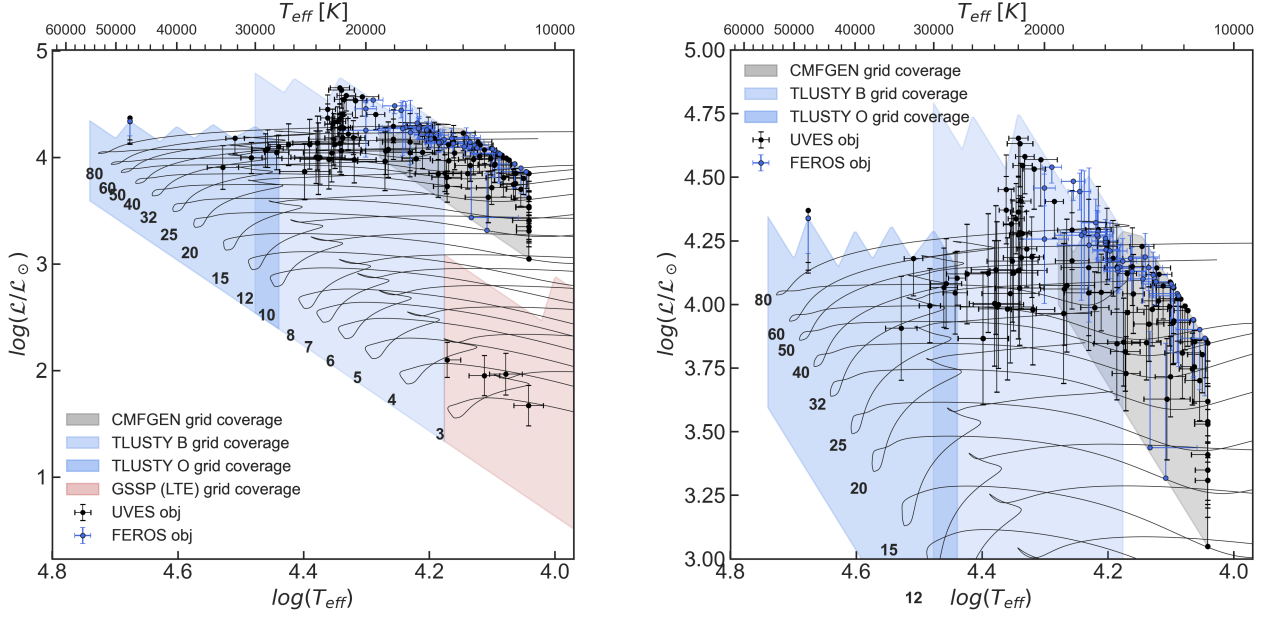 T_eff [K]
60000 50000 40000 30000 20000 10000
5
4
3
2
1
log(ℒ/ℒ⊙)
80
60
50
40
32
25
20
15
12
10
8
7
6
5
4
3
CMFGEN grid coverage
TLUSTY B grid coverage
TLUSTY O grid coverage
GSSP (LTE) grid coverage
UVES obj
FEROS obj
4.8 4.6 4.4 4.2 4.0
log(T_eff)
T_eff [K]
60000 50000 40000 30000 20000 10000
5.00
4.75
4.50
4.25
4.00
3.75
3.50
3.25
3.00
log(ℒ/ℒ⊙)
CMFGEN grid coverage
TLUSTY B grid coverage
TLUSTY O grid coverage
UVES obj
FEROS obj
80
60
50
40
32
25
20
15
12
4.8 4.6 4.4 4.2 4.0
log(T_eff)